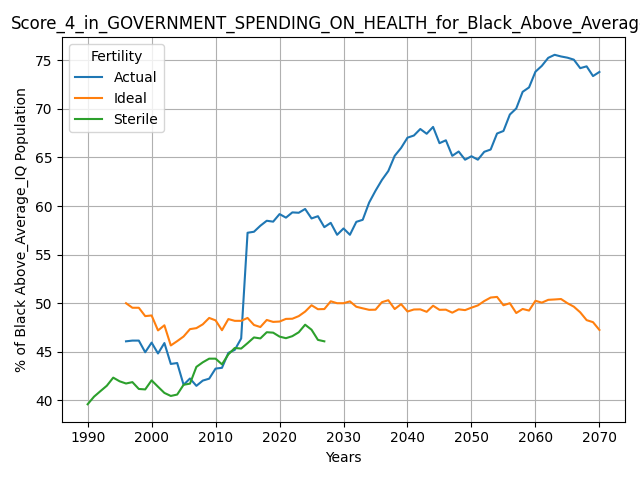 Score_4_in_GOVERNMENT_SPENDING_ON_HEALTH_for_Black_Above_Averag
Fertility
Actual
Ideal
Sterile
% of Black Above_Average_IQ Population
75
70
65
60
55
50
45
40
1990 2000 2010 2020 2030 2040 2050 2060 2070
Years